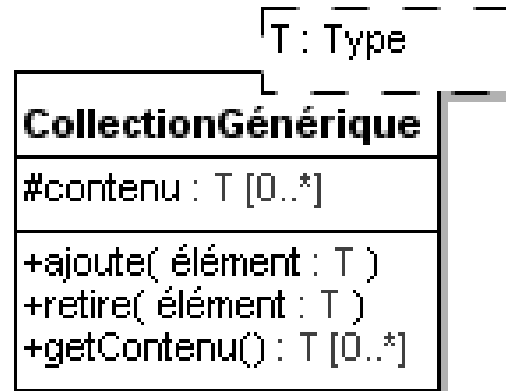 T : Type
CollectionGénérique
#contenu : T [0..*]
+ajoute( élément : T )
+retire( élément : T )
+getContenu() : T [0..*]